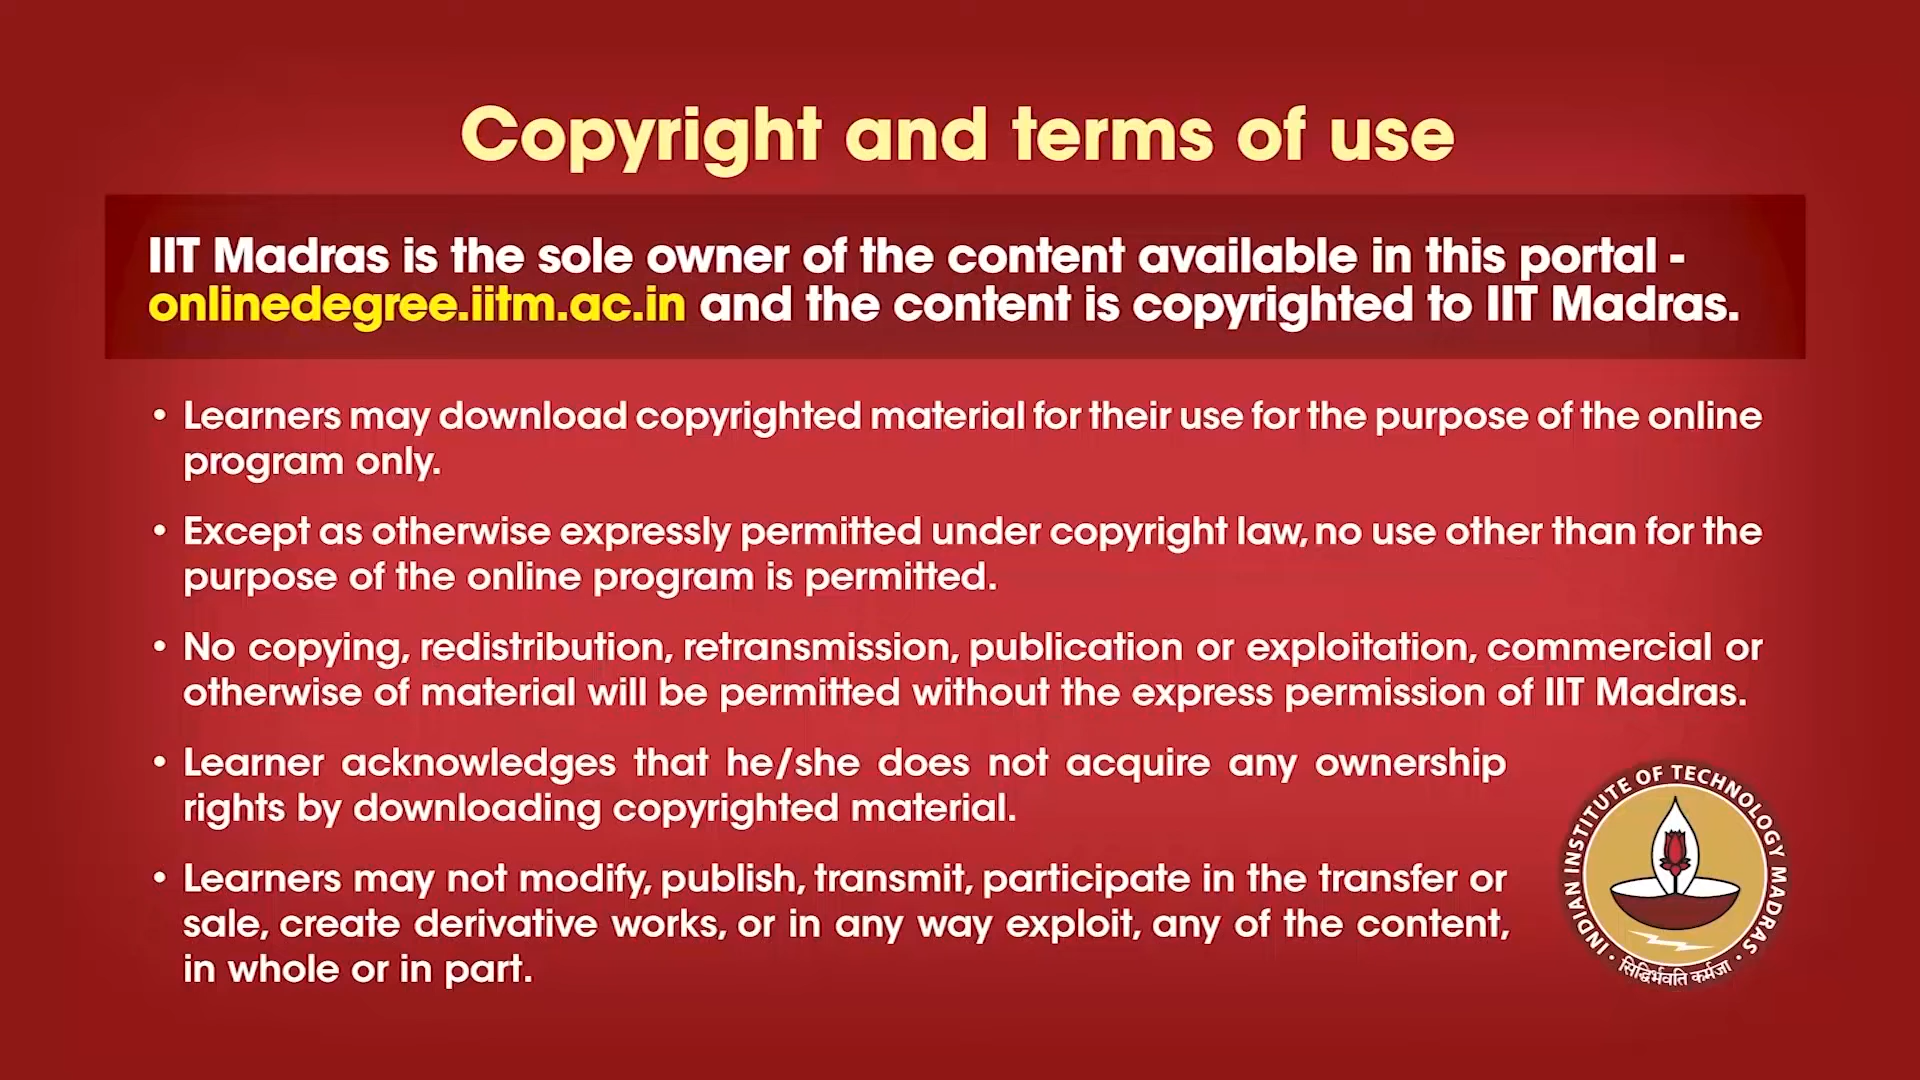 Copyright and terms of use
IIT Madras is the sole owner of the content available in this portal -
onlinedegree.iitm.ac.in and the content is copyrighted to IIT Madras.
• Learners may download copyrighted material for their use for the purpose of the online
program only.
• Except as otherwise expressly permitted under copyright law, no use other than for the
purpose of the online program is permitted.
• No copying, redistribution, retransmission, publication or exploitation, commercial or
otherwise of material will be permitted without the express permission of IIT Madras.
• Learner acknowledges that he/she does not acquire any ownership
rights by downloading copyrighted material.
• Learners may not modify, publish, transmit, participate in the transfer or
sale, create derivative works, or in any way exploit, any of the content,
in whole or in part.
INDIAN INSTITUTE OF TECHNOLOGY MADRAS
सिद्धिर्भवति कर्मजा